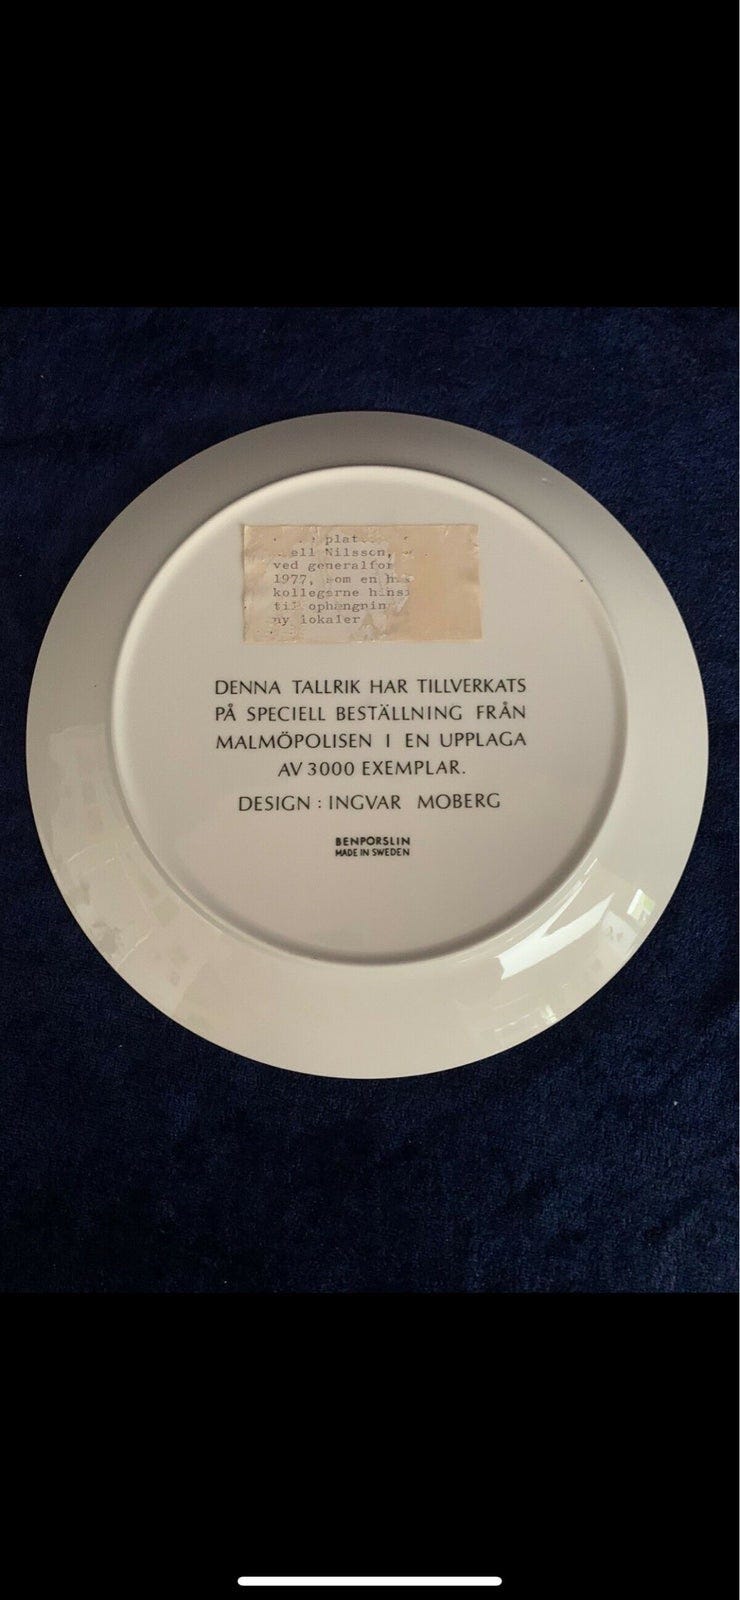 plat
ell Nilsson,
ved generalfor
1977, som en
kollegerne
til ophængnin
ny lokaler
DENNA TALLRIK HAR TILLVERKATS
PÅ SPECIELL BESTÄLLNING FRÅN
MALMÖPOLISEN I EN UPPLAGA
AV 3000 EXEMPLAR.
DESIGN : INGVAR MOBERG
BENPORSLIN
MADE IN SWEDEN